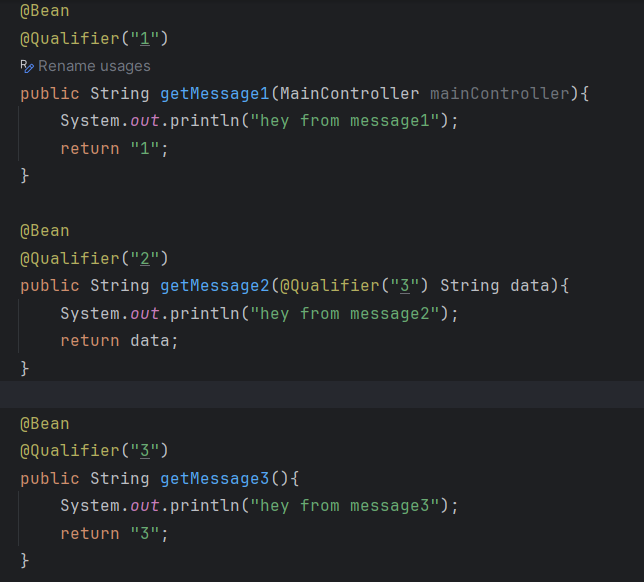 @Bean
@Qualifier("1")
Rename usages
public String getMessage1(MainController mainController){
    System.out.println("hey from message1");
    return "1";
}
@Bean
@Qualifier("2")
public String getMessage2(@Qualifier("3") String data){
    System.out.println("hey from message2");
    return data;
}
@Bean
@Qualifier("3")
public String getMessage3(){
    System.out.println("hey from message3");
    return "3";
}